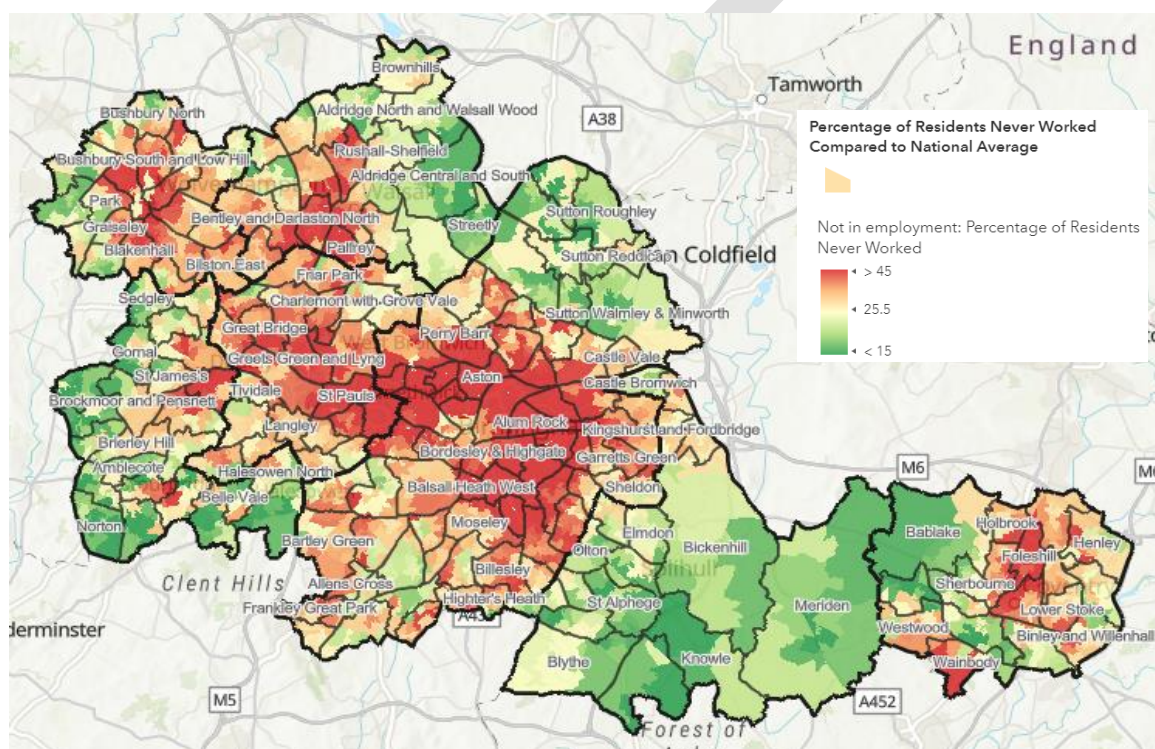 England
Tamworth
A38
Percentage of Residents Never Worked
Compared to National Average
Not in employment: Percentage of Residents
Never Worked
> 45
25.5
< 15
Brownhills
Bushbury North
Aldridge North and Walsall Wood
Rushall-Shelfield
Bushbury South and Low Hill
Aldridge Central and South
Park
Graiseley
Bentley and Darlaston North
Streetly
Sutton Roughley
Blakenhall
Palfrey
Bilston East
Sutton Reddicap
n Coldfield
Friar Park
Sedgley
Charlemont with Grove Vale
Sutton Walmley & Minworth
Great Bridge
Perry Barr
Gornal
Greets Green and Lyng
Castle Vale
St James's
Aston
Castle Bromwich
Tividale
St Pauls
Brockmoor and Pensnett
Langley
Alum Rock
Kingshurst and Fordbridge
Brierley Hill
Bordesley & Highgate
Garretts Green
Amblecote
Halesowen North
M6
Belle Vale
Balsall Heath West
Sheldon
Norton
Moseley
Elmdon
Bablake
Holbrook
Henley
Bartley Green
Olton
Bickenhill
Foleshill
Clent Hills
Allens Cross
Billesley
Solihull
Sherbourne
Frankley Great Park
Highter's Heath
St Alphege
Meriden
Lower Stoke
derminster
Westwood
Binley and Willenhall
Blythe
Knowle
Wainbody
M5
A452
Forest of